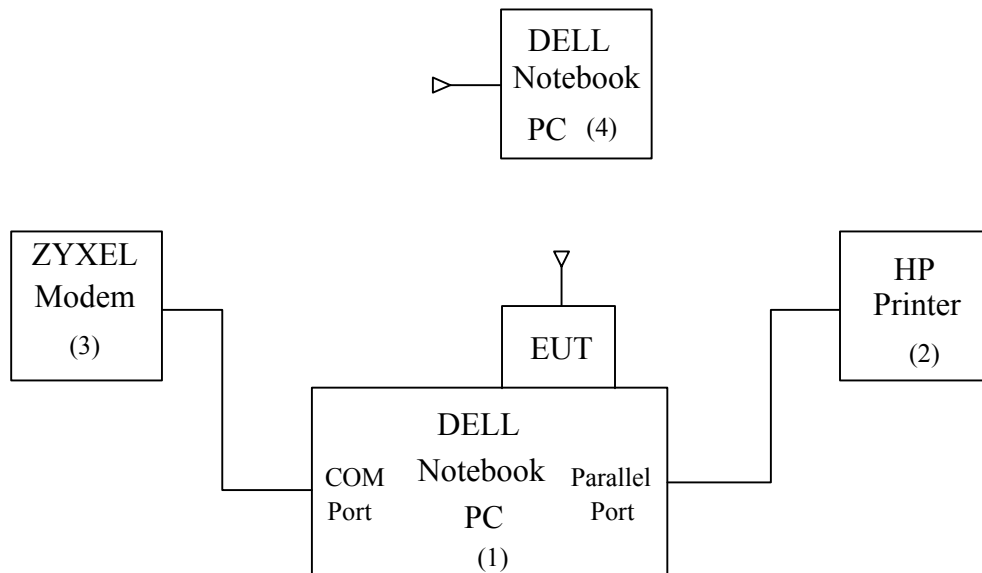 DELL
Notebook
PC (4)
ZYXEL
Modem
(3)
EUT
HP
Printer
(2)
DELL
Notebook
PC
(1)
COM
Port
Parallel
Port